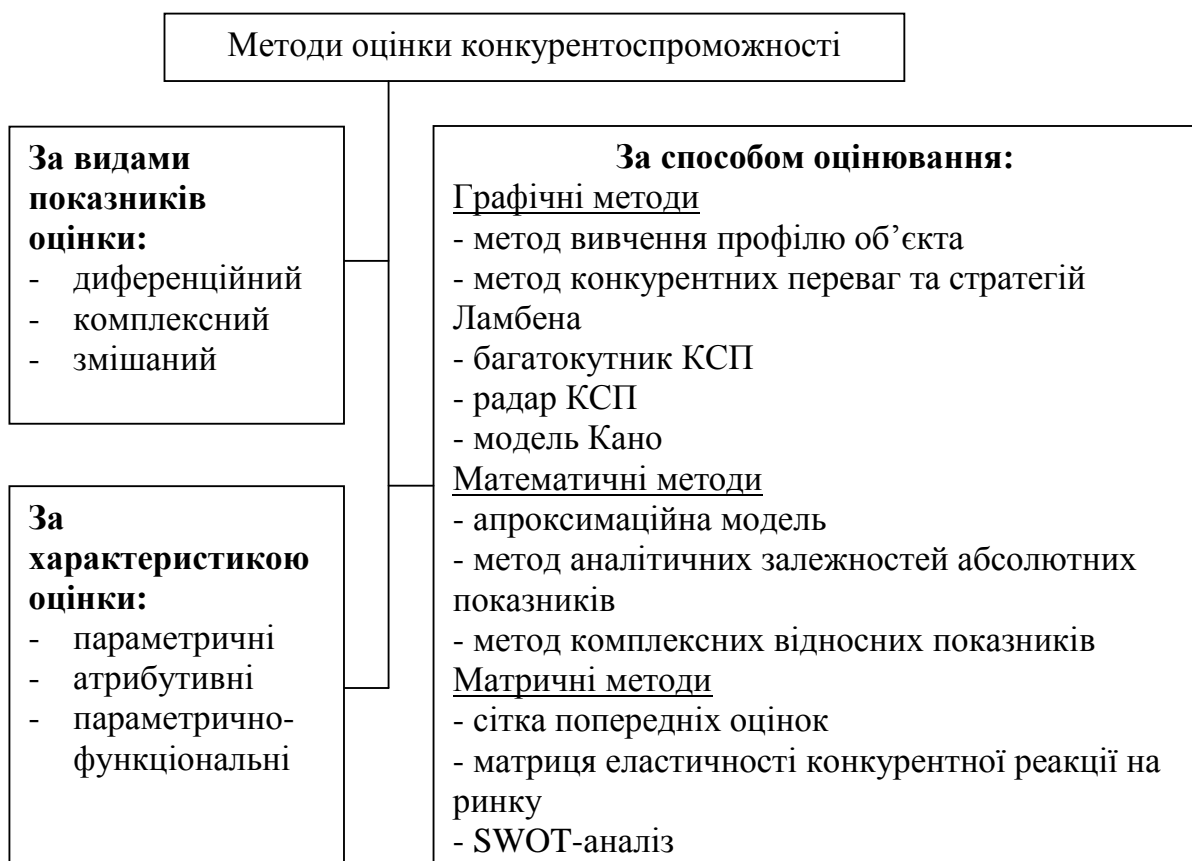 Методи оцінки конкурентоспроможності
За видами
показників
оцінки:
- диференційний
- комплексний
- змішаний
За
характеристикою
оцінки:
- параметричні
- атрибутивні
- параметрично-
функціональні
За способом оцінювання:
Графічні методи
- метод вивчення профілю об’єкта
- метод конкурентних переваг та стратегій
Ламбена
- багатокутник КСП
- радар КСП
- модель Кано
Математичні методи
- апроксимаційна модель
- метод аналітичних залежностей абсолютних
показників
- метод комплексних відносних показників
Матричні методи
- сітка попередніх оцінок
- матриця еластичності конкурентної реакції на
ринку
- SWOT-аналіз